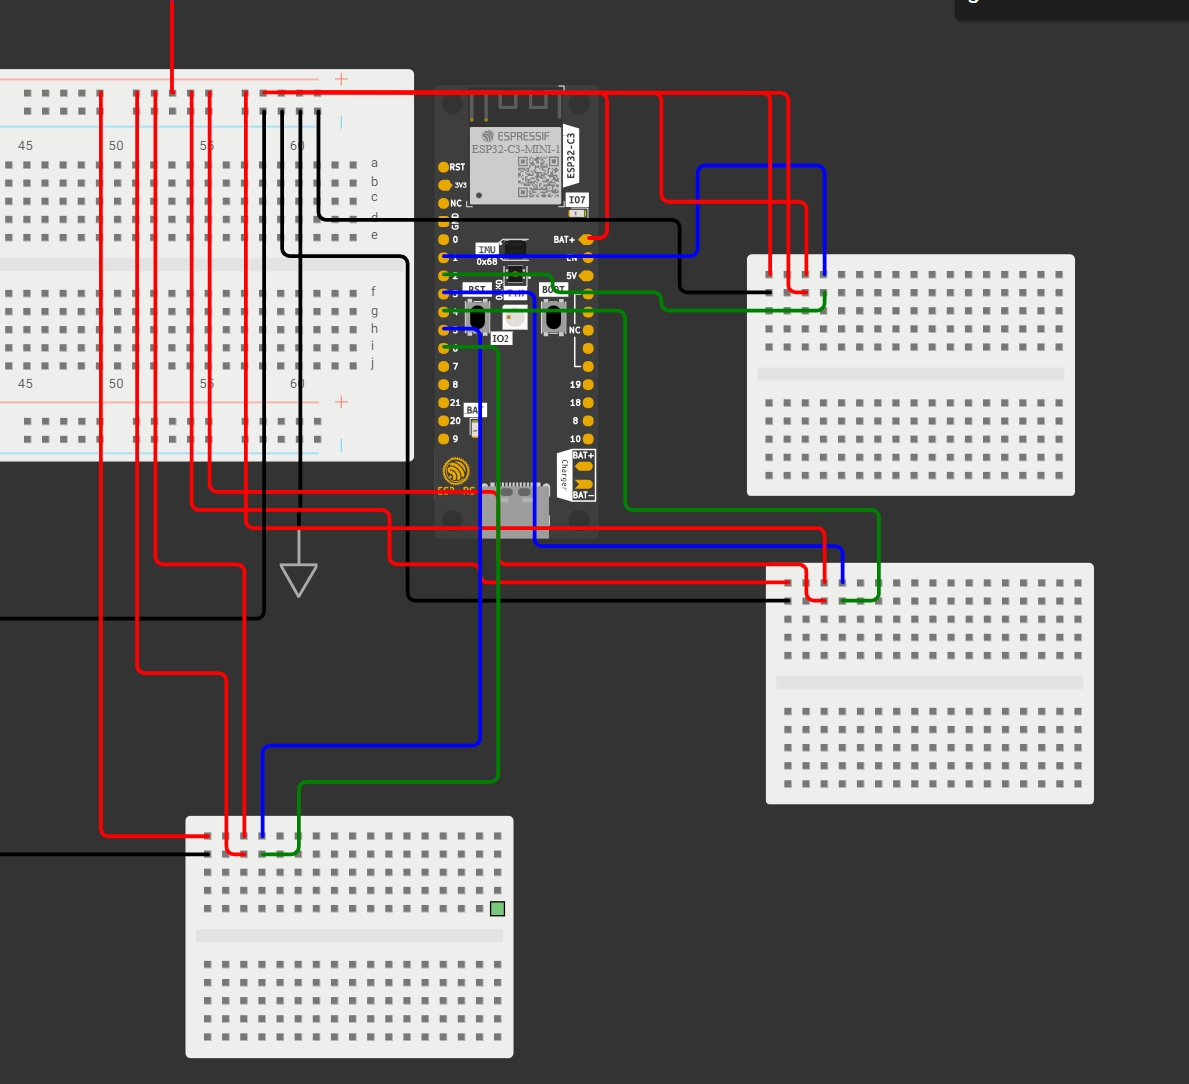 +
|
45 50 55 60
a
b
c
d
e
f
g
h
i
j
45 50 55 60
+
|
ESPRESSIF
ESP32-C3-MINI-1
ESP32-C3
RST
3V3
NC
GND
0
1
2
3
4
5
6
7
8
21
20
9
IO7
BAT+
EN
5V
NC
19
18
8
10
IMU
0x68
RST
BOOT
IO2
BAT
Charger
BAT+
BAT-